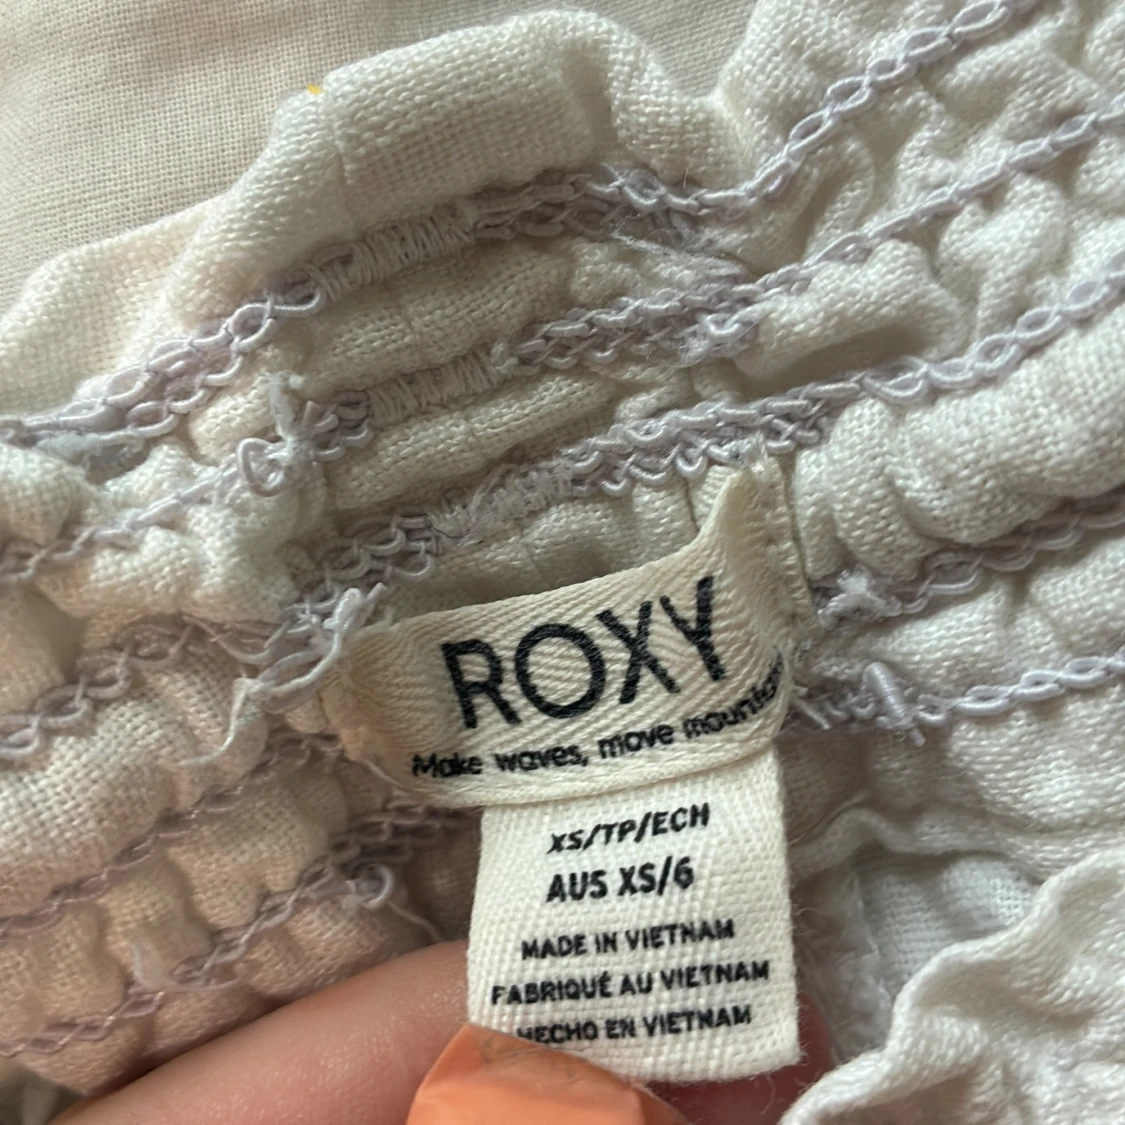 ROXY
Make waves, move
XS/TP/ECH
AUS XS/6
MADE IN VIETNAM
FABRIQUÉ AU VIETNAM
HECHO EN VIETNAM